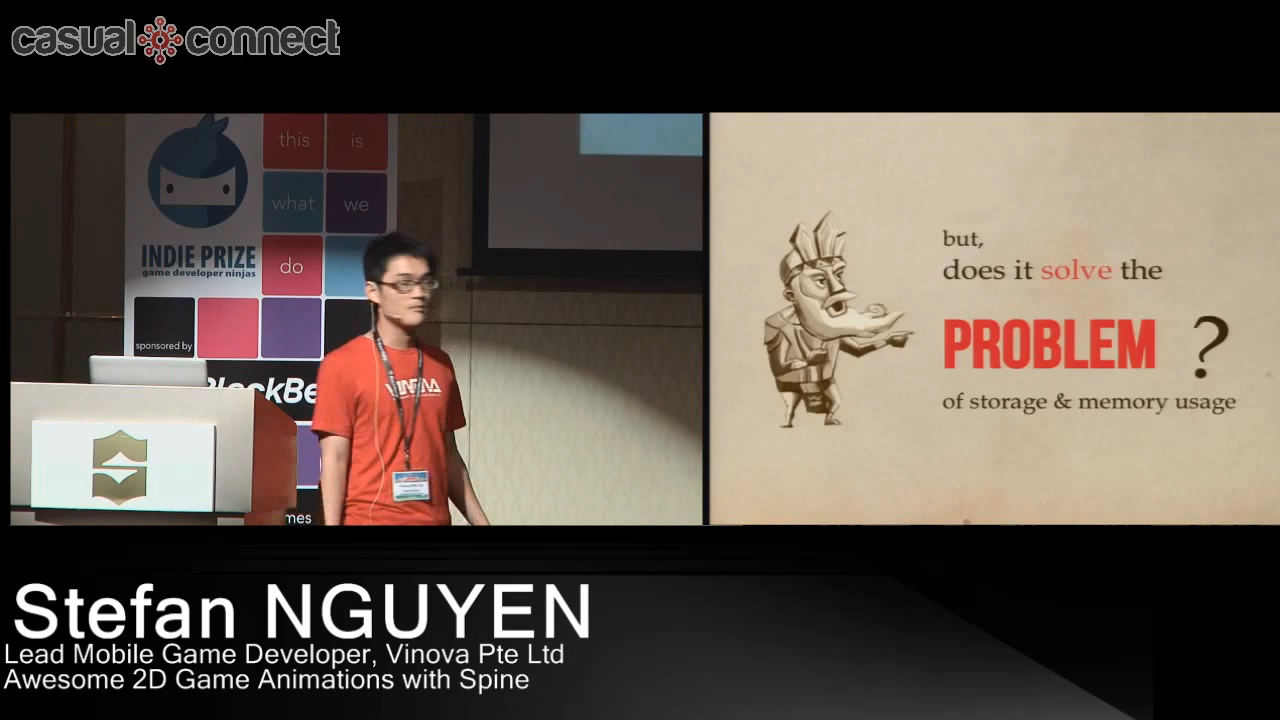 casual connect
this is
what we
do
INDIE PRIZE
game developer ninjas
sponsored by
BlackBe
mes
VINOVA
but,
does it solve the
PROBLEM ?
of storage & memory usage
Stefan NGUYEN
Lead Mobile Game Developer, Vinova Pte Ltd
Awesome 2D Game Animations with Spine